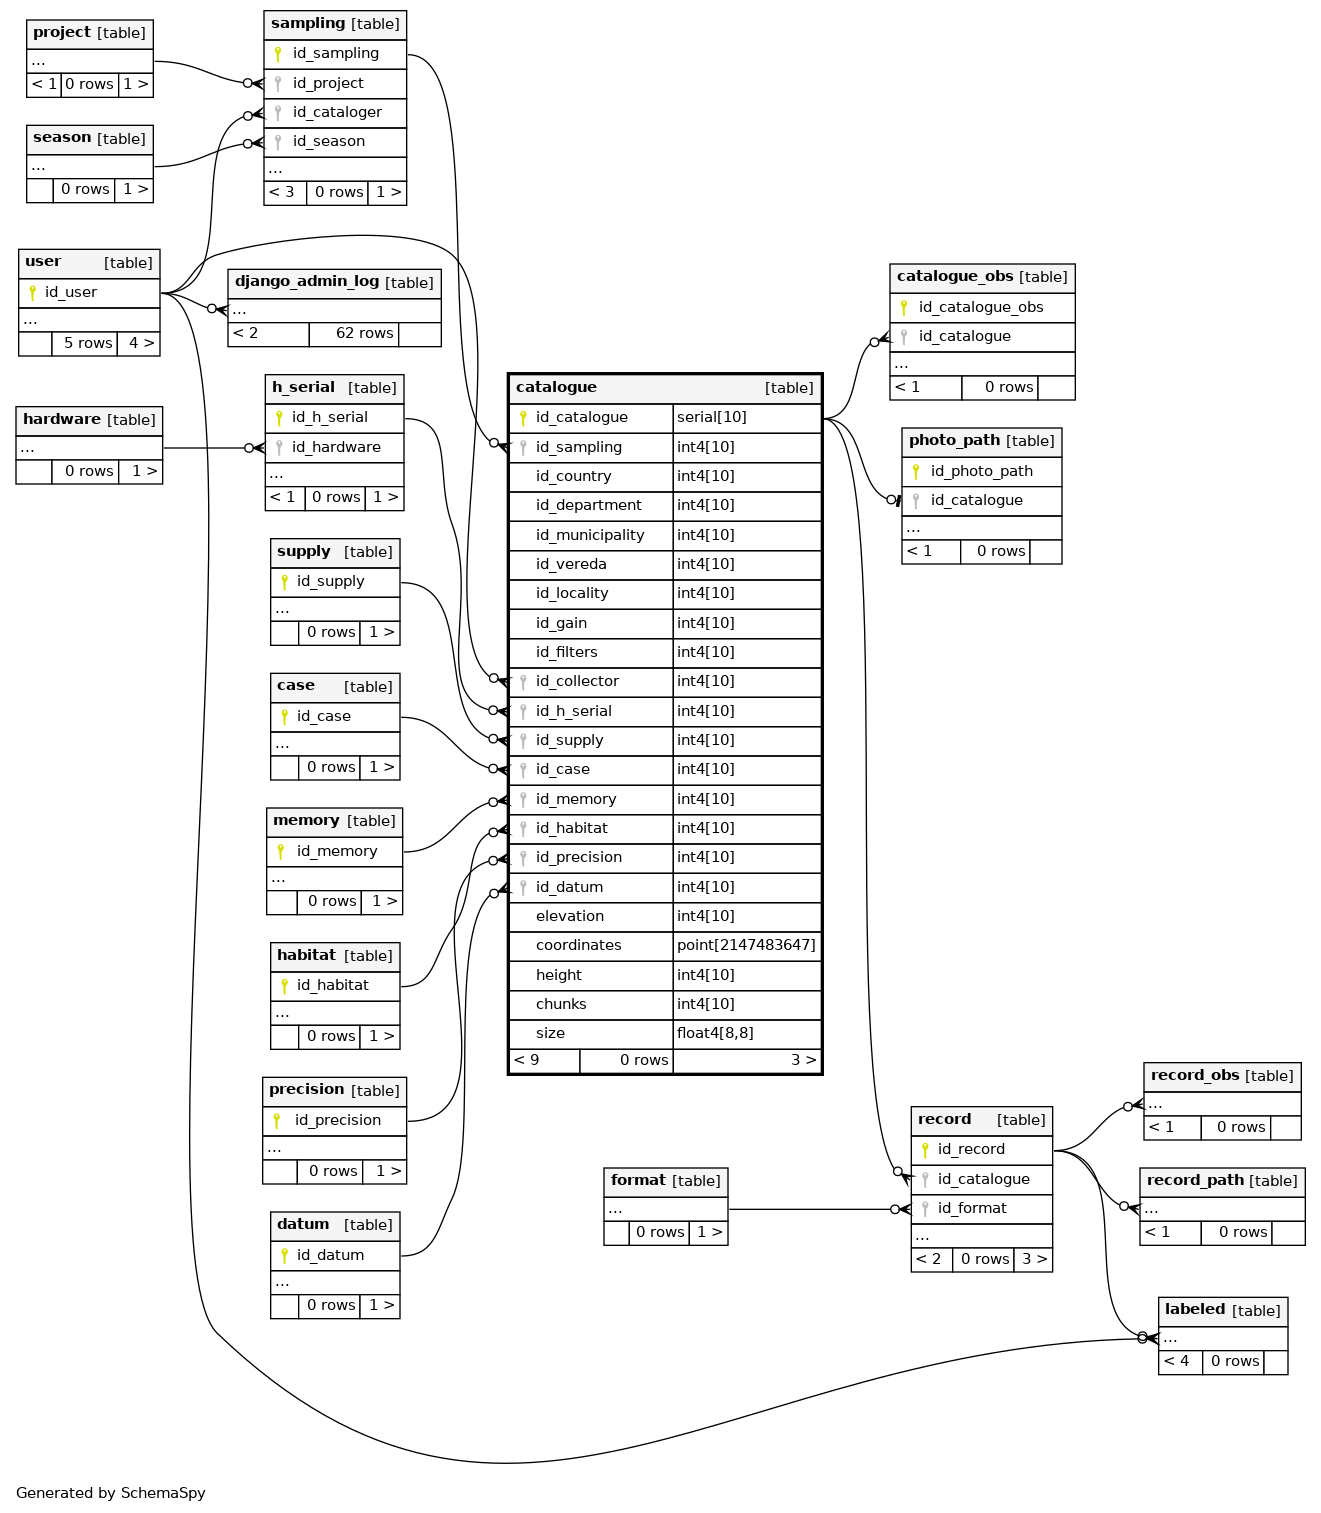 project [table]
...
< 1 0 rows 1 >
season [table]
...
0 rows 1 >
user [table]
id_user
...
5 rows 4 >
hardware [table]
...
0 rows 1 >
sampling [table]
id_sampling
id_project
id_cataloger
id_season
...
< 3 0 rows 1 >
django_admin_log [table]
...
< 2 62 rows
h_serial [table]
id_h_serial
id_hardware
...
< 1 0 rows 1 >
supply [table]
id_supply
...
0 rows 1 >
case [table]
id_case
...
0 rows 1 >
memory [table]
id_memory
...
0 rows 1 >
habitat [table]
id_habitat
...
0 rows 1 >
precision [table]
id_precision
...
0 rows 1 >
datum [table]
id_datum
...
0 rows 1 >
catalogue [table]
id_catalogue serial[10]
id_sampling int4[10]
id_country int4[10]
id_department int4[10]
id_municipality int4[10]
id_vereda int4[10]
id_locality int4[10]
id_gain int4[10]
id_filters int4[10]
id_collector int4[10]
id_h_serial int4[10]
id_supply int4[10]
id_case int4[10]
id_memory int4[10]
id_habitat int4[10]
id_precision int4[10]
id_datum int4[10]
elevation int4[10]
coordinates point[2147483647]
height int4[10]
chunks int4[10]
size float4[8,8]
< 9 0 rows 3 >
format [table]
...
0 rows 1 >
catalogue_obs [table]
id_catalogue_obs
id_catalogue
...
< 1 0 rows
photo_path [table]
id_photo_path
id_catalogue
...
< 1 0 rows
record [table]
id_record
id_catalogue
id_format
...
< 2 0 rows 3 >
record_obs [table]
...
< 1 0 rows
record_path [table]
...
< 1 0 rows
labeled [table]
...
< 4 0 rows
Generated by SchemaSpy